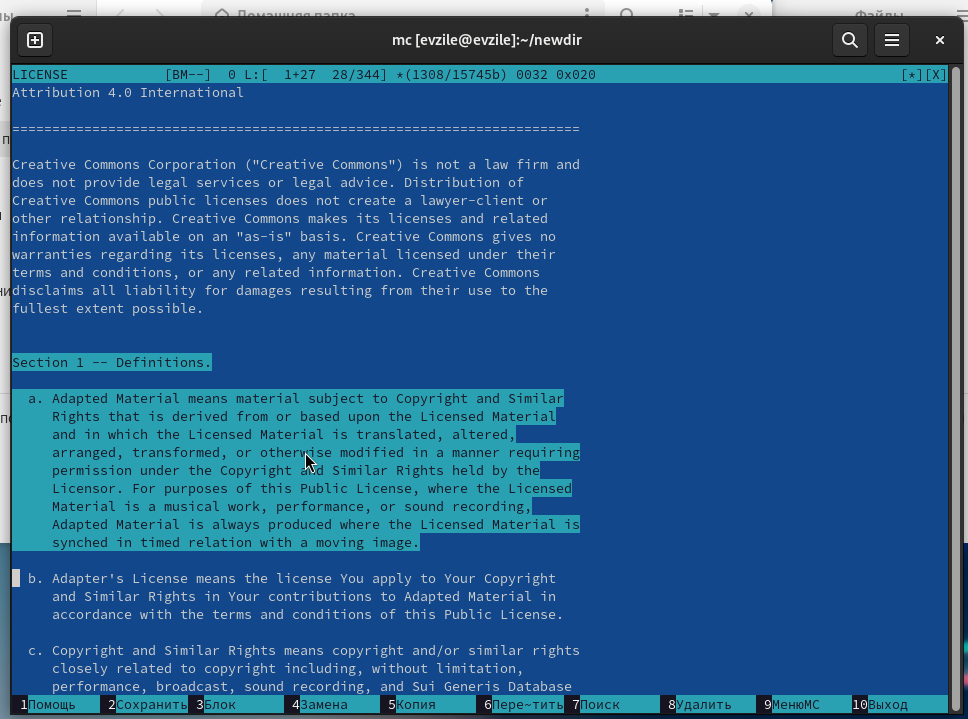 Домашняя папка
Файлы
mc [evzile@evzile]:~/newdir
LICENSE [BM--] 0 L:[ 1+27 28/344] *(1308/15745b) 0032 0x020 [*][X]
Attribution 4.0 International
=======================================================================
Creative Commons Corporation ("Creative Commons") is not a law firm and
does not provide legal services or legal advice. Distribution of
Creative Commons public licenses does not create a lawyer-client or
other relationship. Creative Commons makes its licenses and related
information available on an "as-is" basis. Creative Commons gives no
warranties regarding its licenses, any material licensed under their
terms and conditions, or any related information. Creative Commons
disclaims all liability for damages resulting from their use to the
fullest extent possible.
Section 1 -- Definitions.
a. Adapted Material means material subject to Copyright and Similar
Rights that is derived from or based upon the Licensed Material
and in which the Licensed Material is translated, altered,
arranged, transformed, or otherwise modified in a manner requiring
permission under the Copyright and Similar Rights held by the
Licensor. For purposes of this Public License, where the Licensed
Material is a musical work, performance, or sound recording,
Adapted Material is always produced where the Licensed Material is
synched in timed relation with a moving image.
b. Adapter's License means the license You apply to Your Copyright
and Similar Rights in Your contributions to Adapted Material in
accordance with the terms and conditions of this Public License.
c. Copyright and Similar Rights means copyright and/or similar rights
closely related to copyright including, without limitation,
performance, broadcast, sound recording, and Sui Generis Database
1Помощь 2Сохранить 3Блок 4Замена 5Копия 6Пере~тить 7Поиск 8Удалить 9МенюMC 10Выход